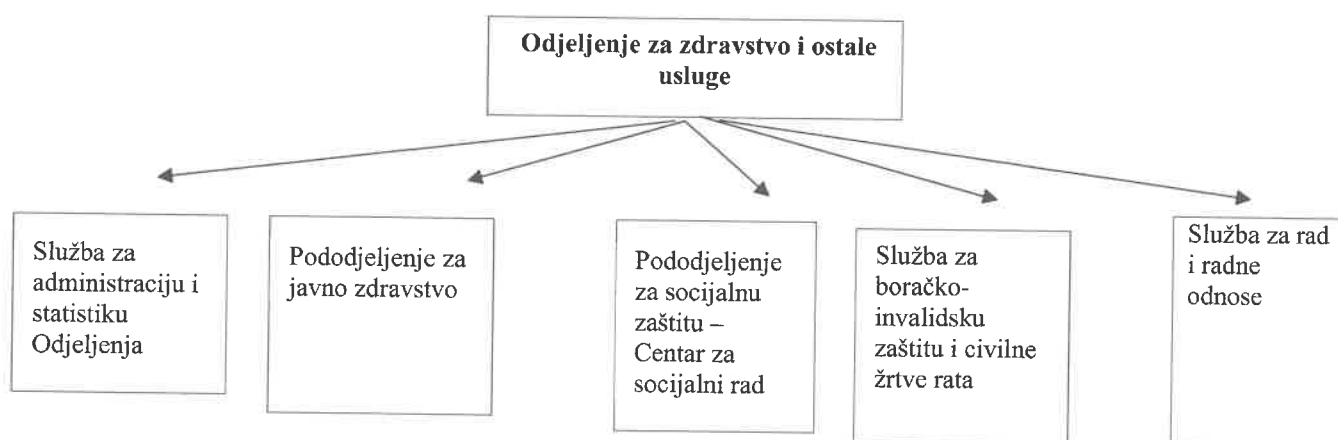 Odjeljenje za zdravstvo i ostale
usluge
Služba za
administraciju i
statistiku
Odjeljenja
Pododjeljenje za
javno zdravstvo
Pododjeljenje
za socijalnu
zaštitu –
Centar za
socijalni rad
Služba za
boračko-
invalidsku
zaštitu i civilne
žrtve rata
Služba za rad
i radne
odnose